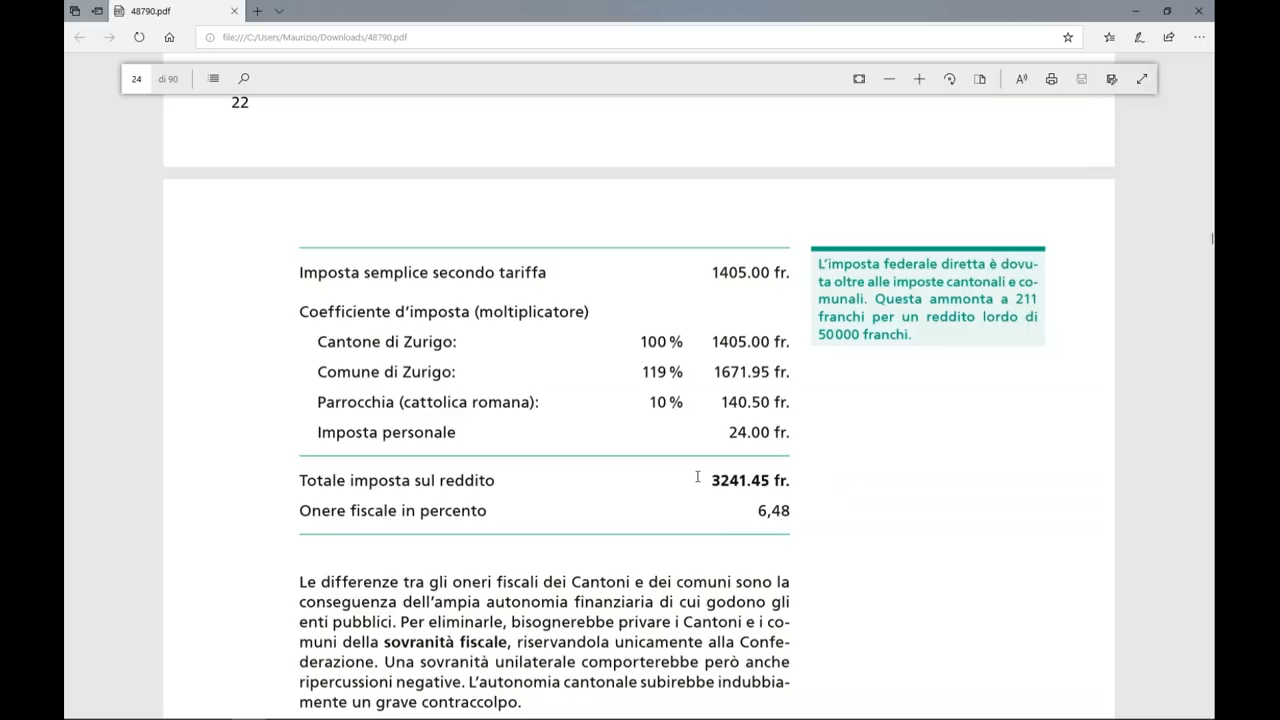 48790.pdf
file:///C:/Users/Maurizio/Downloads/48790.pdf
24 di 90
22
Imposta semplice secondo tariffa 1405.00 fr.
Coefficiente d'imposta (moltiplicatore)
Cantone di Zurigo: 100 % 1405.00 fr.
Comune di Zurigo: 119 % 1671.95 fr.
Parrocchia (cattolica romana): 10 % 140.50 fr.
Imposta personale 24.00 fr.
Totale imposta sul reddito 3241.45 fr.
Onere fiscale in percento 6,48
L'imposta federale diretta è dovu-
ta oltre alle imposte cantonali e co-
munali. Questa ammonta a 211
franchi per un reddito lordo di
50 000 franchi.
Le differenze tra gli oneri fiscali dei Cantoni e dei comuni sono la
conseguenza dell'ampia autonomia finanziaria di cui godono gli
enti pubblici. Per eliminarle, bisognerebbe privare i Cantoni e i co-
muni della sovranità fiscale, riservandola unicamente alla Confe-
derazione. Una sovranità unilaterale comporterebbe però anche
ripercussioni negative. L'autonomia cantonale subirebbe indubbia-
mente un grave contraccolpo.